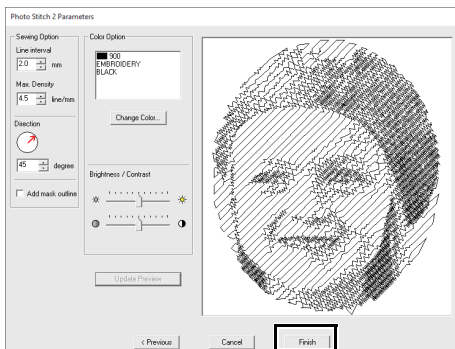 Photo Stitch 2 Parameters
Sewing Option
Line interval
2.0 mm
Max. Density
4.5 line/mm
Direction
45 degree
Add mask outline
Color Option
900
EMBROIDERY
BLACK
Change Color...
Brightness / Contrast
Update Preview
< Previous
Cancel
Finish